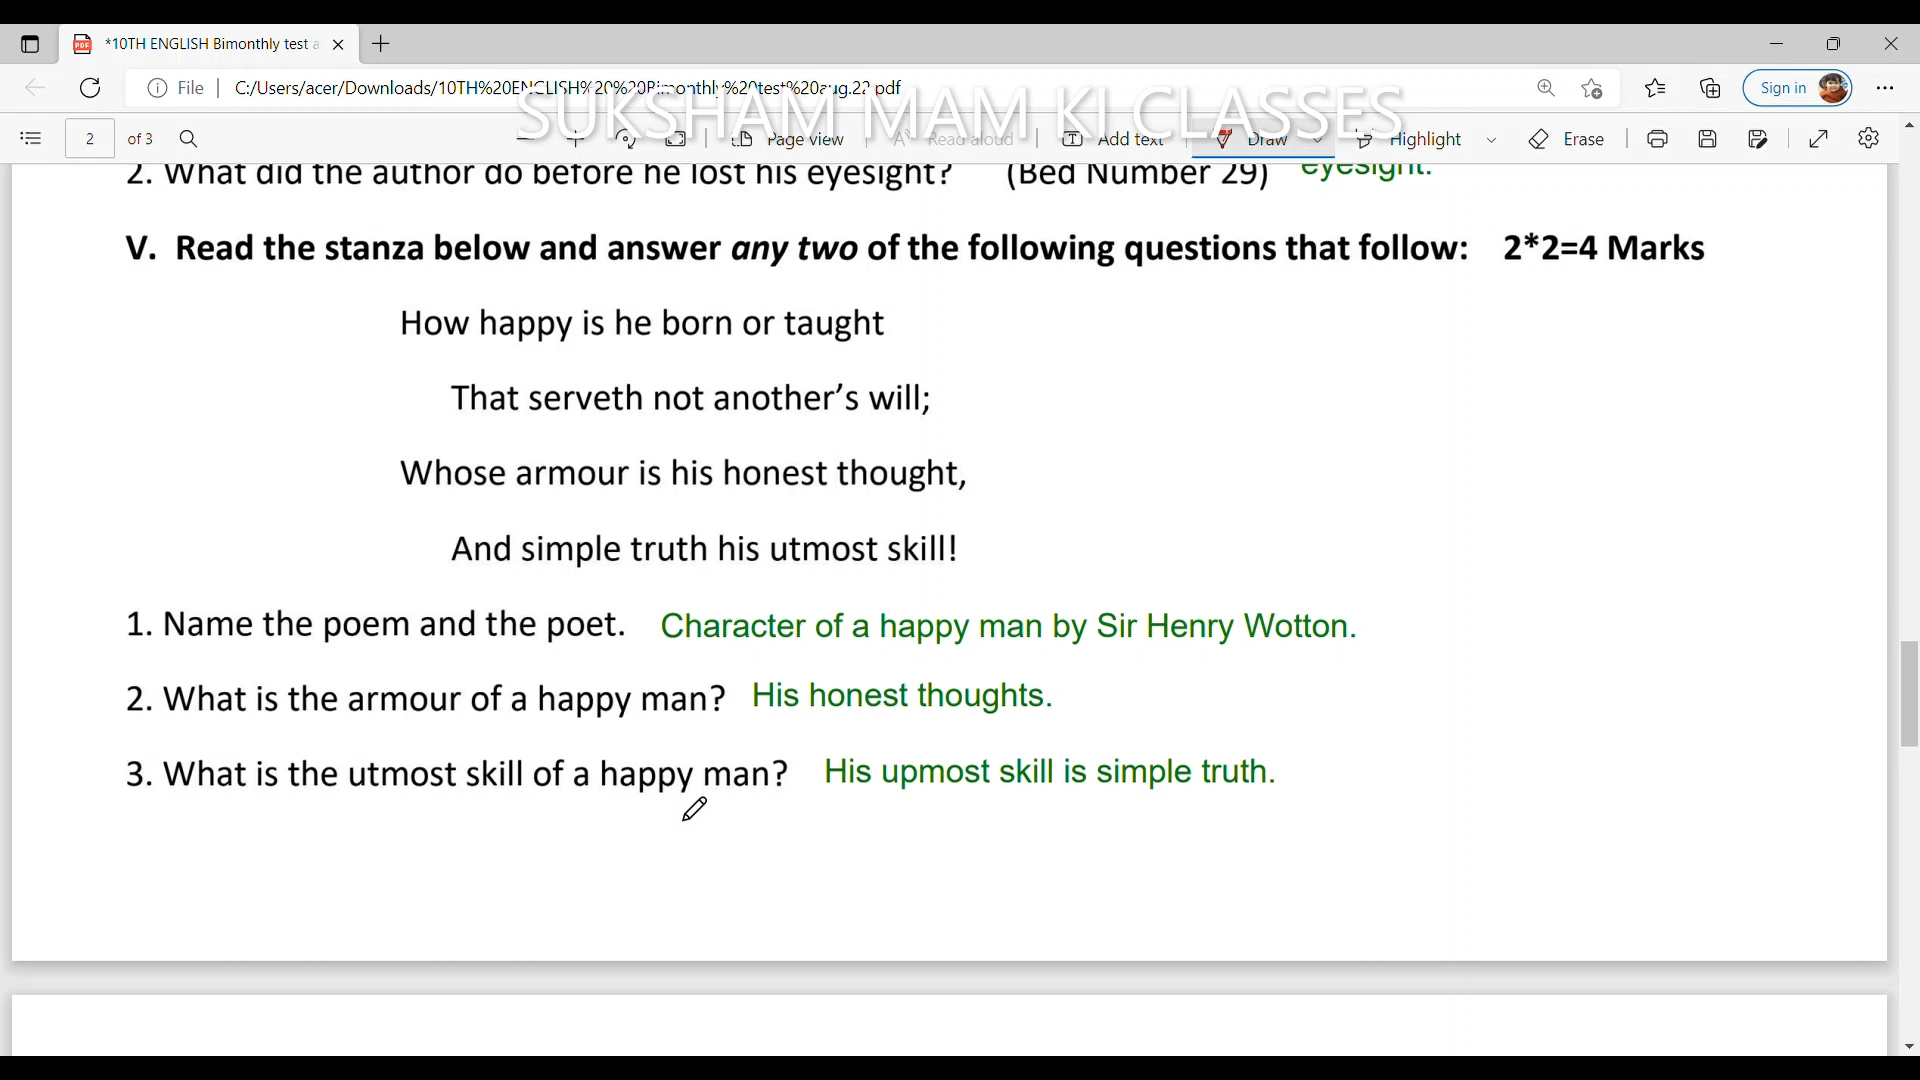 *10TH ENGLISH Bimonthly test a
File C:/Users/acer/Downloads/10TH%20ENGLISH%20%20Bimonthly%20test%20aug.22.pdf
Sign in
SUKSHAM MAM KI CLASSES
2 of 3 Page view Read aloud Add text Draw Highlight Erase
2. What did the author do before he lost his eyesight? (Bed Number 29) eyesight.
V. Read the stanza below and answer any two of the following questions that follow: 2*2=4 Marks
How happy is he born or taught
That serveth not another’s will;
Whose armour is his honest thought,
And simple truth his utmost skill!
1. Name the poem and the poet. Character of a happy man by Sir Henry Wotton.
2. What is the armour of a happy man? His honest thoughts.
3. What is the utmost skill of a happy man? His upmost skill is simple truth.